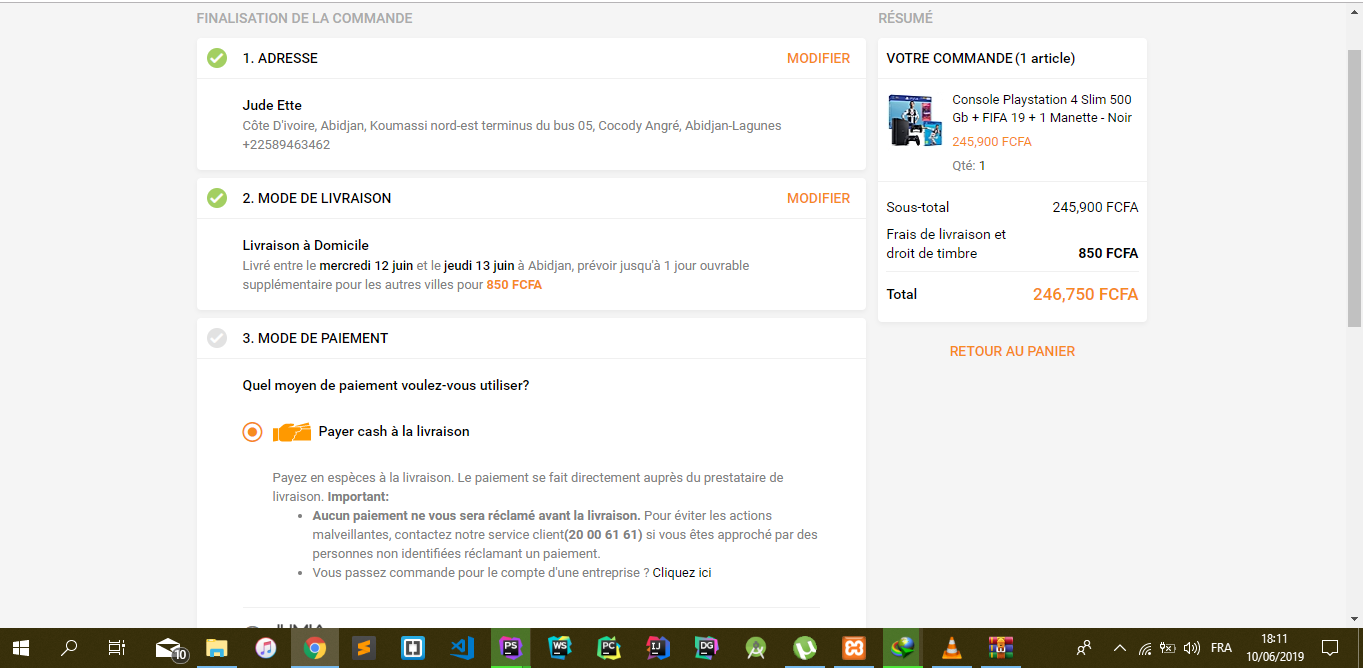 FINALISATION DE LA COMMANDE
1. ADRESSE
MODIFIER
Jude Ette
Côte D'ivoire, Abidjan, Koumassi nord-est terminus du bus 05, Cocody Angré, Abidjan-Lagunes
+22589463462
2. MODE DE LIVRAISON
MODIFIER
Livraison à Domicile
Livré entre le mercredi 12 juin et le jeudi 13 juin à Abidjan, prévoir jusqu'à 1 jour ouvrable
supplémentaire pour les autres villes pour 850 FCFA
3. MODE DE PAIEMENT
Quel moyen de paiement voulez-vous utiliser?
Payer cash à la livraison
Payez en espèces à la livraison. Le paiement se fait directement auprès du prestataire de
livraison. Important:
• Aucun paiement ne vous sera réclamé avant la livraison. Pour éviter les actions
malveillantes, contactez notre service client(20 00 61 61) si vous êtes approché par des
personnes non identifiées réclamant un paiement.
• Vous passez commande pour le compte d'une entreprise ? Cliquez ici
RÉSUMÉ
VOTRE COMMANDE (1 article)
Console Playstation 4 Slim 500
Gb + FIFA 19 + 1 Manette - Noir
245,900 FCFA
Qté: 1
Sous-total 245,900 FCFA
Frais de livraison et
droit de timbre 850 FCFA
Total 246,750 FCFA
RETOUR AU PANIER
10
PS
WS
PC
IJ
DG
FRA
18:11
10/06/2019